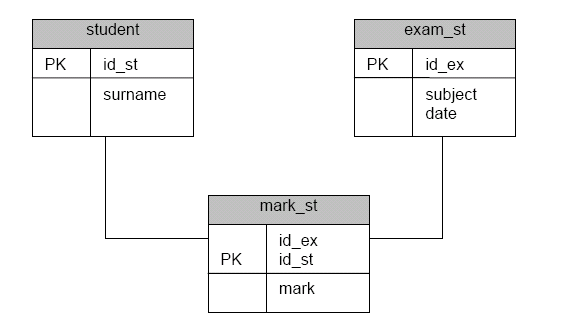 student
PK id_st
surname
exam_st
PK id_ex
subject
date
mark_st
id_ex
PK id_st
mark